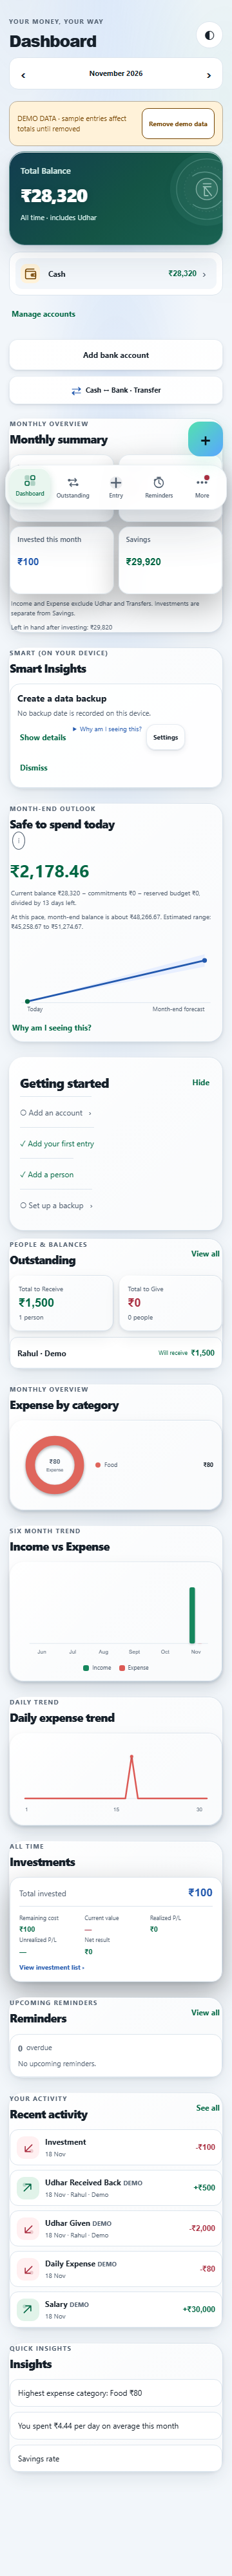 YOUR MONEY, YOUR WAY
Dashboard
November 2026
DEMO DATA - sample entries affect
totals until removed
Remove demo data
Total Balance
₹28,320
All time · includes Udhar
Cash
₹28,320 ›
Manage accounts
Add bank account
Cash ↔ Bank · Transfer
MONTHLY OVERVIEW
Monthly summary
+
Dashboard
Outstanding
Entry
Reminders
More
Invested this month
₹100
Savings
₹29,920
Income and Expense exclude Udhar and Transfers. Investments are
separate from Savings.
Left in hand after investing: ₹29,820
SMART (ON YOUR DEVICE)
Smart Insights
Create a data backup
No backup date is recorded on this device.
Show details
▶ Why am I seeing this?
Settings
Dismiss
MONTH-END OUTLOOK
Safe to spend today
i
₹2,178.46
Current balance ₹28,320 − commitments ₹0 − reserved budget ₹0,
divided by 13 days left.
At this pace, month-end balance is about ₹48,266.67. Estimated range:
₹45,258.67 to ₹51,274.67.
Today
Month-end forecast
Why am I seeing this?
Getting started
Hide
○ Add an account ›
✓ Add your first entry
✓ Add a person
○ Set up a backup ›
PEOPLE & BALANCES
Outstanding
View all
Total to Receive
₹1,500
1 person
Total to Give
₹0
0 people
Rahul · Demo
Will receive ₹1,500
MONTHLY OVERVIEW
Expense by category
₹80
Expense
Food
₹80
SIX MONTH TREND
Income vs Expense
Jun Jul Aug Sept Oct Nov
Income Expense
DAILY TREND
Daily expense trend
1 15 30
ALL TIME
Investments
Total invested
₹100
Remaining cost
₹100
Current value
—
Realized P/L
₹0
Unrealized P/L
—
Net result
₹0
View investment list ›
UPCOMING REMINDERS
Reminders
View all
0 overdue
No upcoming reminders.
YOUR ACTIVITY
Recent activity
See all
Investment
18 Nov
-₹100
Udhar Received Back DEMO
18 Nov · Rahul · Demo
+₹500
Udhar Given DEMO
18 Nov · Rahul · Demo
-₹2,000
Daily Expense DEMO
18 Nov
-₹80
Salary DEMO
18 Nov
+₹30,000
QUICK INSIGHTS
Insights
Highest expense category: Food ₹80
You spent ₹4.44 per day on average this month
Savings rate